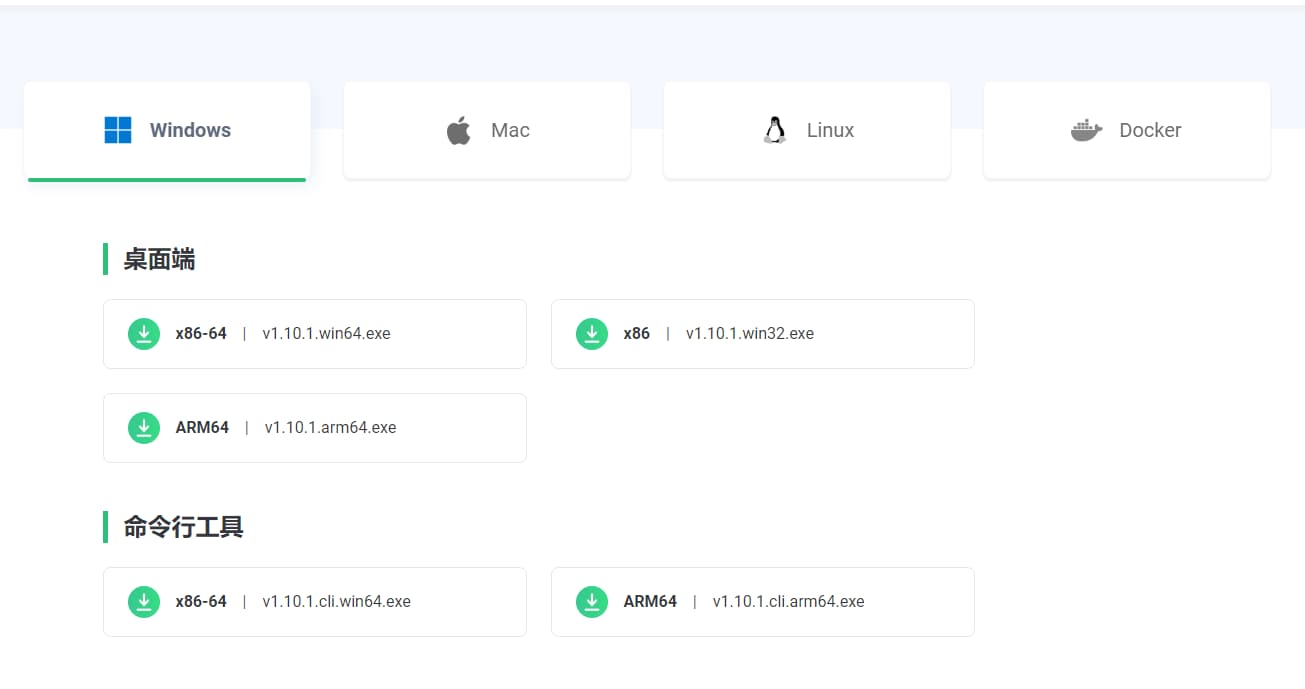 Windows Mac Linux Docker
桌面端
x86-64 | v1.10.1.win64.exe x86 | v1.10.1.win32.exe
ARM64 | v1.10.1.arm64.exe
命令行工具
x86-64 | v1.10.1.cli.win64.exe ARM64 | v1.10.1.cli.arm64.exe